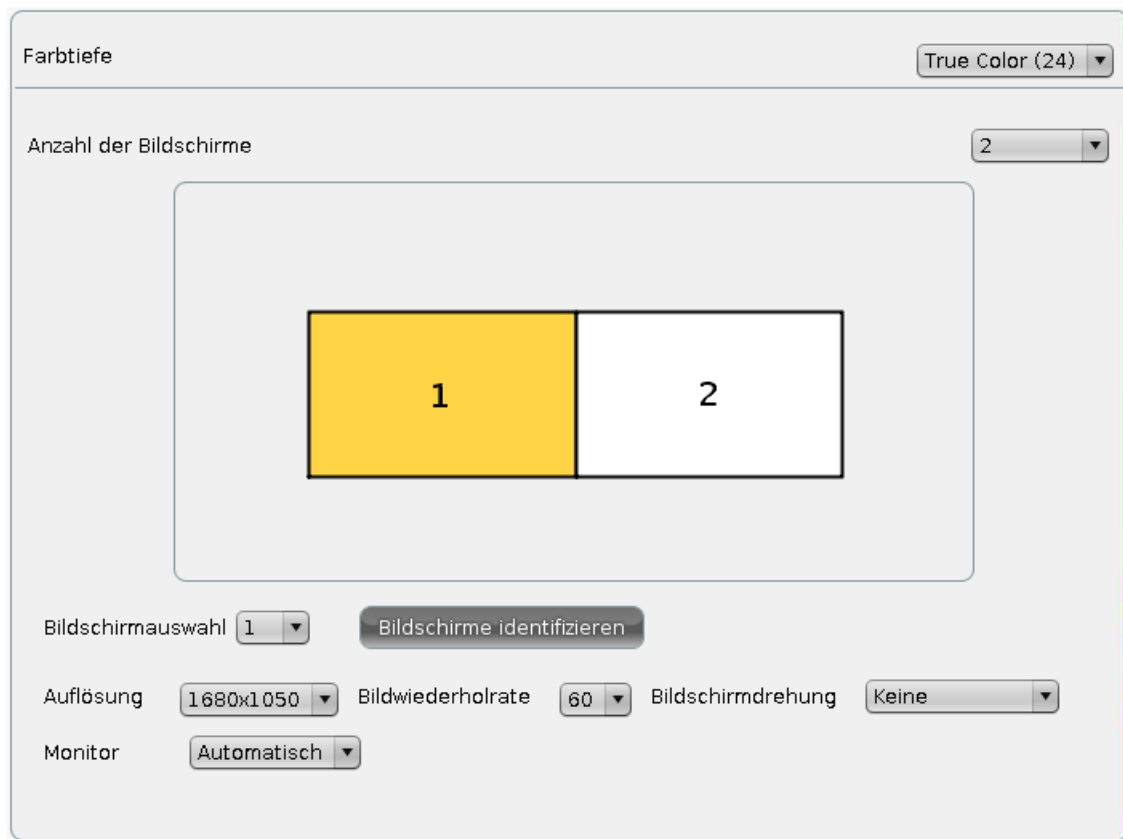 Farbtiefe True Color (24)
Anzahl der Bildschirme 2
1 2
Bildschirmauswahl 1 Bildschirme identifizieren
Auflösung 1680x1050 Bildwiederholrate 60 Bildschirmdrehung Keine
Monitor Automatisch